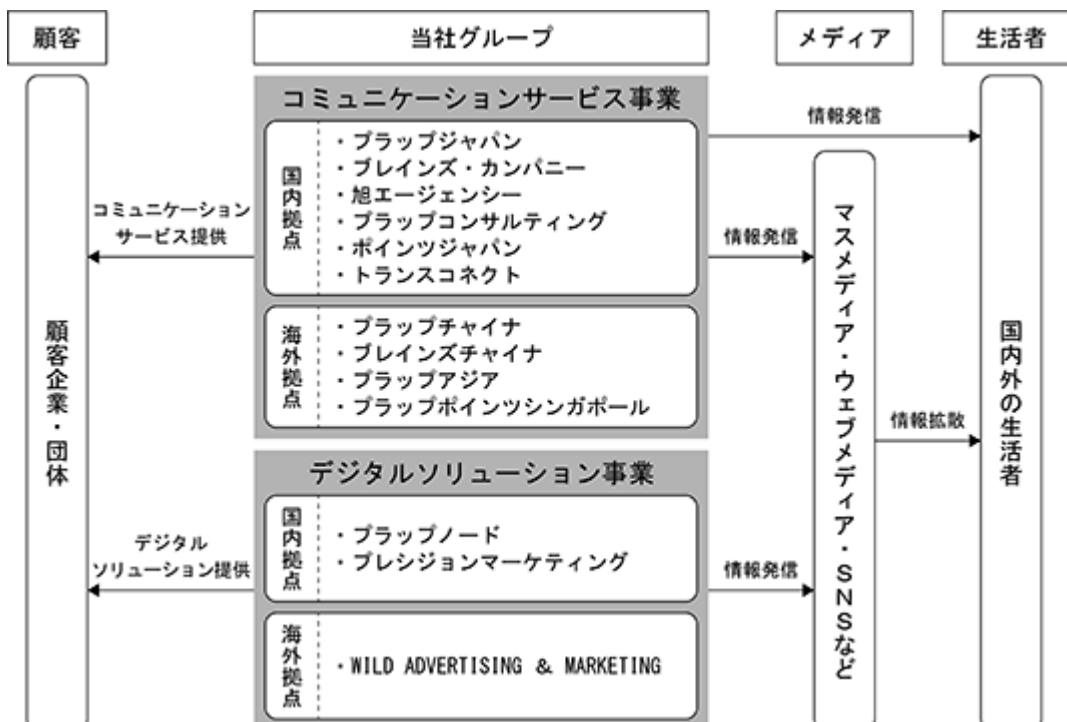 顧客
当社グループ
メディア
生活者
コミュニケーションサービス事業
国内拠点
・プラップジャパン
・ブレインズ・カンパニー
・旭エージェンシー
・プラップコンサルティング
・ポインツジャパン
・トランスコネクト
海外拠点
・プラップチャイナ
・ブレインズチャイナ
・プラップアジア
・プラップポインツシンガポール
デジタルソリューション事業
国内拠点
・プラップノード
・プレシジョンマーケティング
海外拠点
・WILD ADVERTISING & MARKETING
コミュニケーション
サービス提供
デジタル
ソリューション提供
顧客企業・団体
情報発信
情報発信
情報拡散
情報発信
マスメディア・ウェブメディア・SNSなど
国内外の生活者